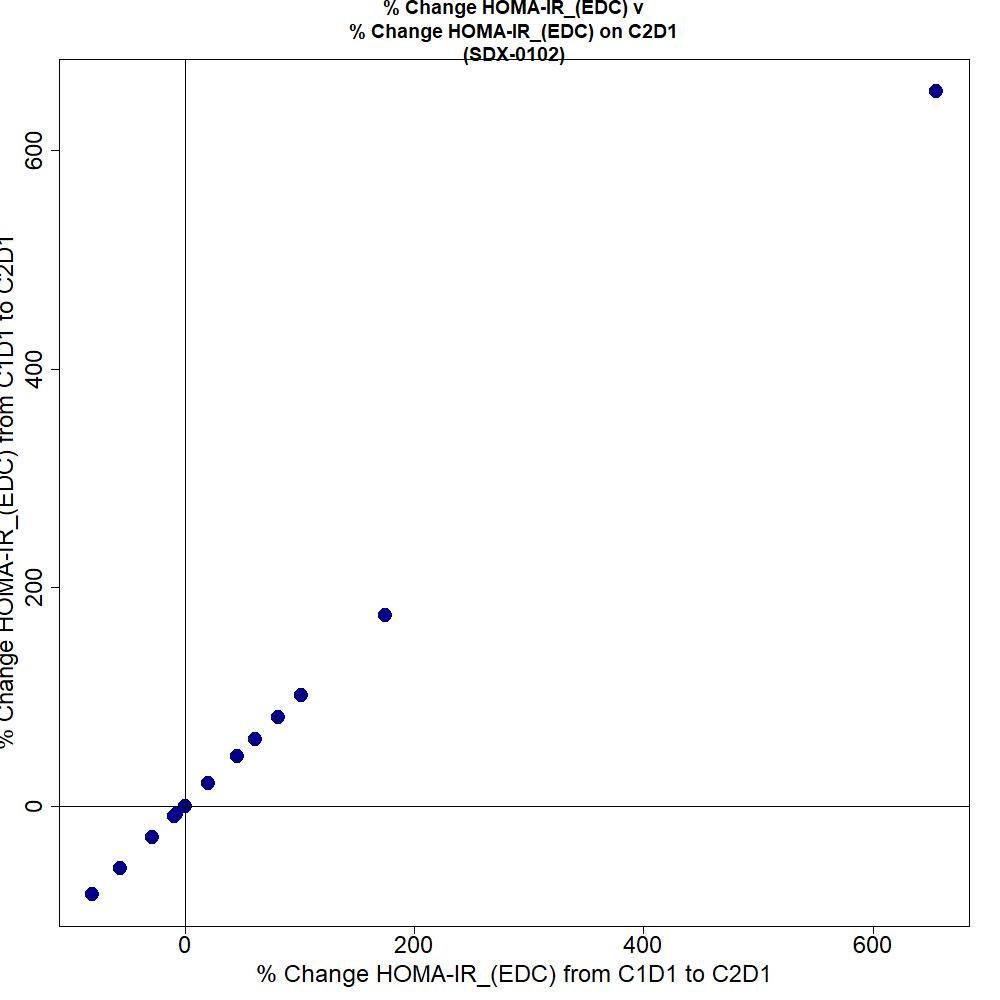 % Change HOMA-IR_(EDC) v
% Change HOMA-IR_(EDC) on C2D1
(SDX-0102)
% Change HOMA-IR_(EDC) from C1D1 to C2D1
600
400
200
0
0 200 400 600
% Change HOMA-IR_(EDC) from C1D1 to C2D1